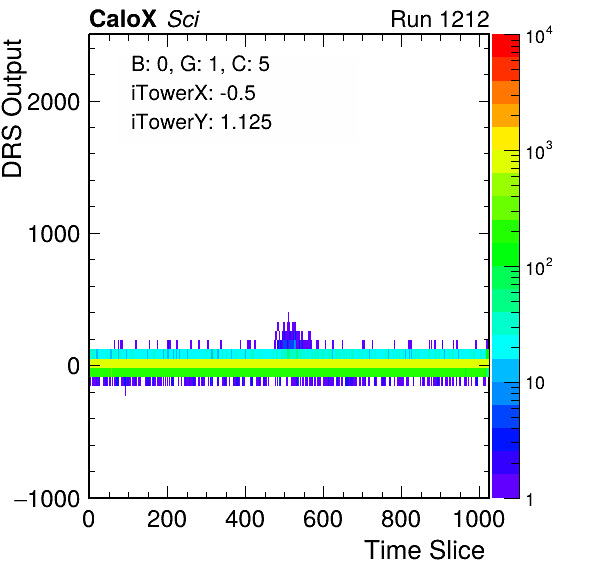 CaloX Sci Run 1212
B: 0, G: 1, C: 5
iTowerX: -0.5
iTowerY: 1.125
DRS Output
2000
1000
0
−1000
0 200 400 600 800 1000
Time Slice
10^4
10^3
10^2
10
1